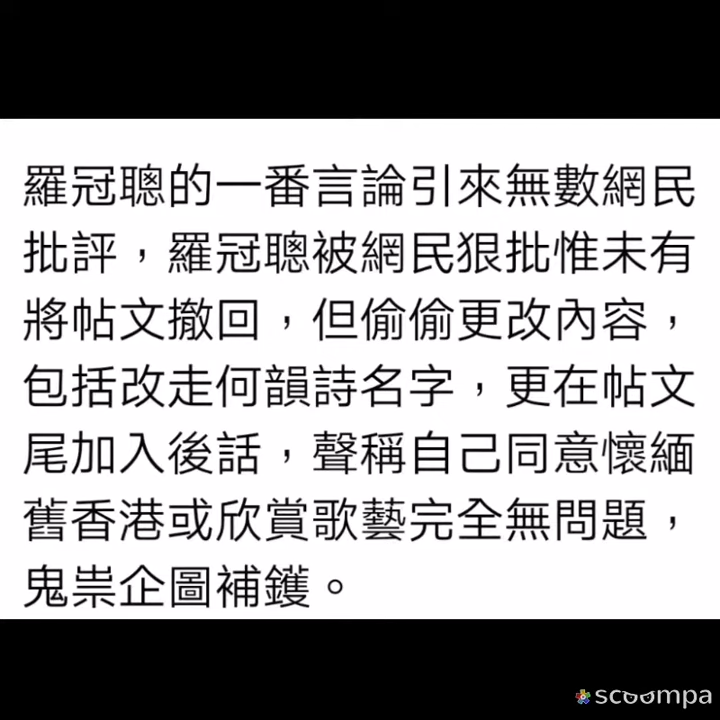 羅冠聰的一番言論引來無數網民
批評，羅冠聰被網民狠批惟未有
將帖文撤回，但偷偷更改內容，
包括改走何韻詩名字，更在帖文
尾加入後話，聲稱自己同意懷緬
舊香港或欣賞歌藝完全無問題，
鬼祟企圖補鑊。
scoompa